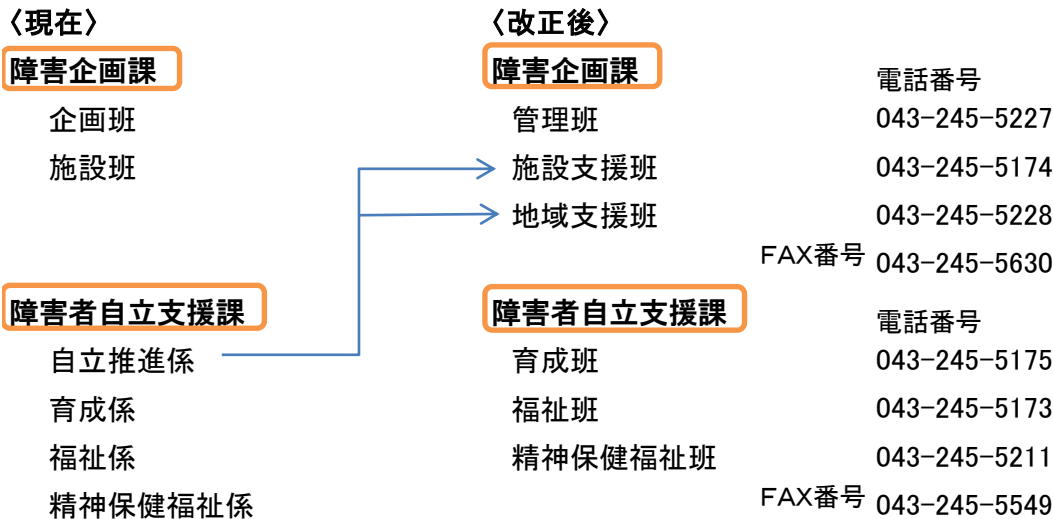 〈現在〉 〈改正後〉
障害企画課 障害企画課 電話番号
企画班 管理班 043-245-5227
施設班 施設支援班 043-245-5174
地域支援班 043-245-5228
ＦＡＸ番号 043-245-5630
障害者自立支援課 障害者自立支援課 電話番号
自立推進係 育成班 043-245-5175
育成係 福祉班 043-245-5173
福祉係 精神保健福祉班 043-245-5211
精神保健福祉係 ＦＡＸ番号 043-245-5549